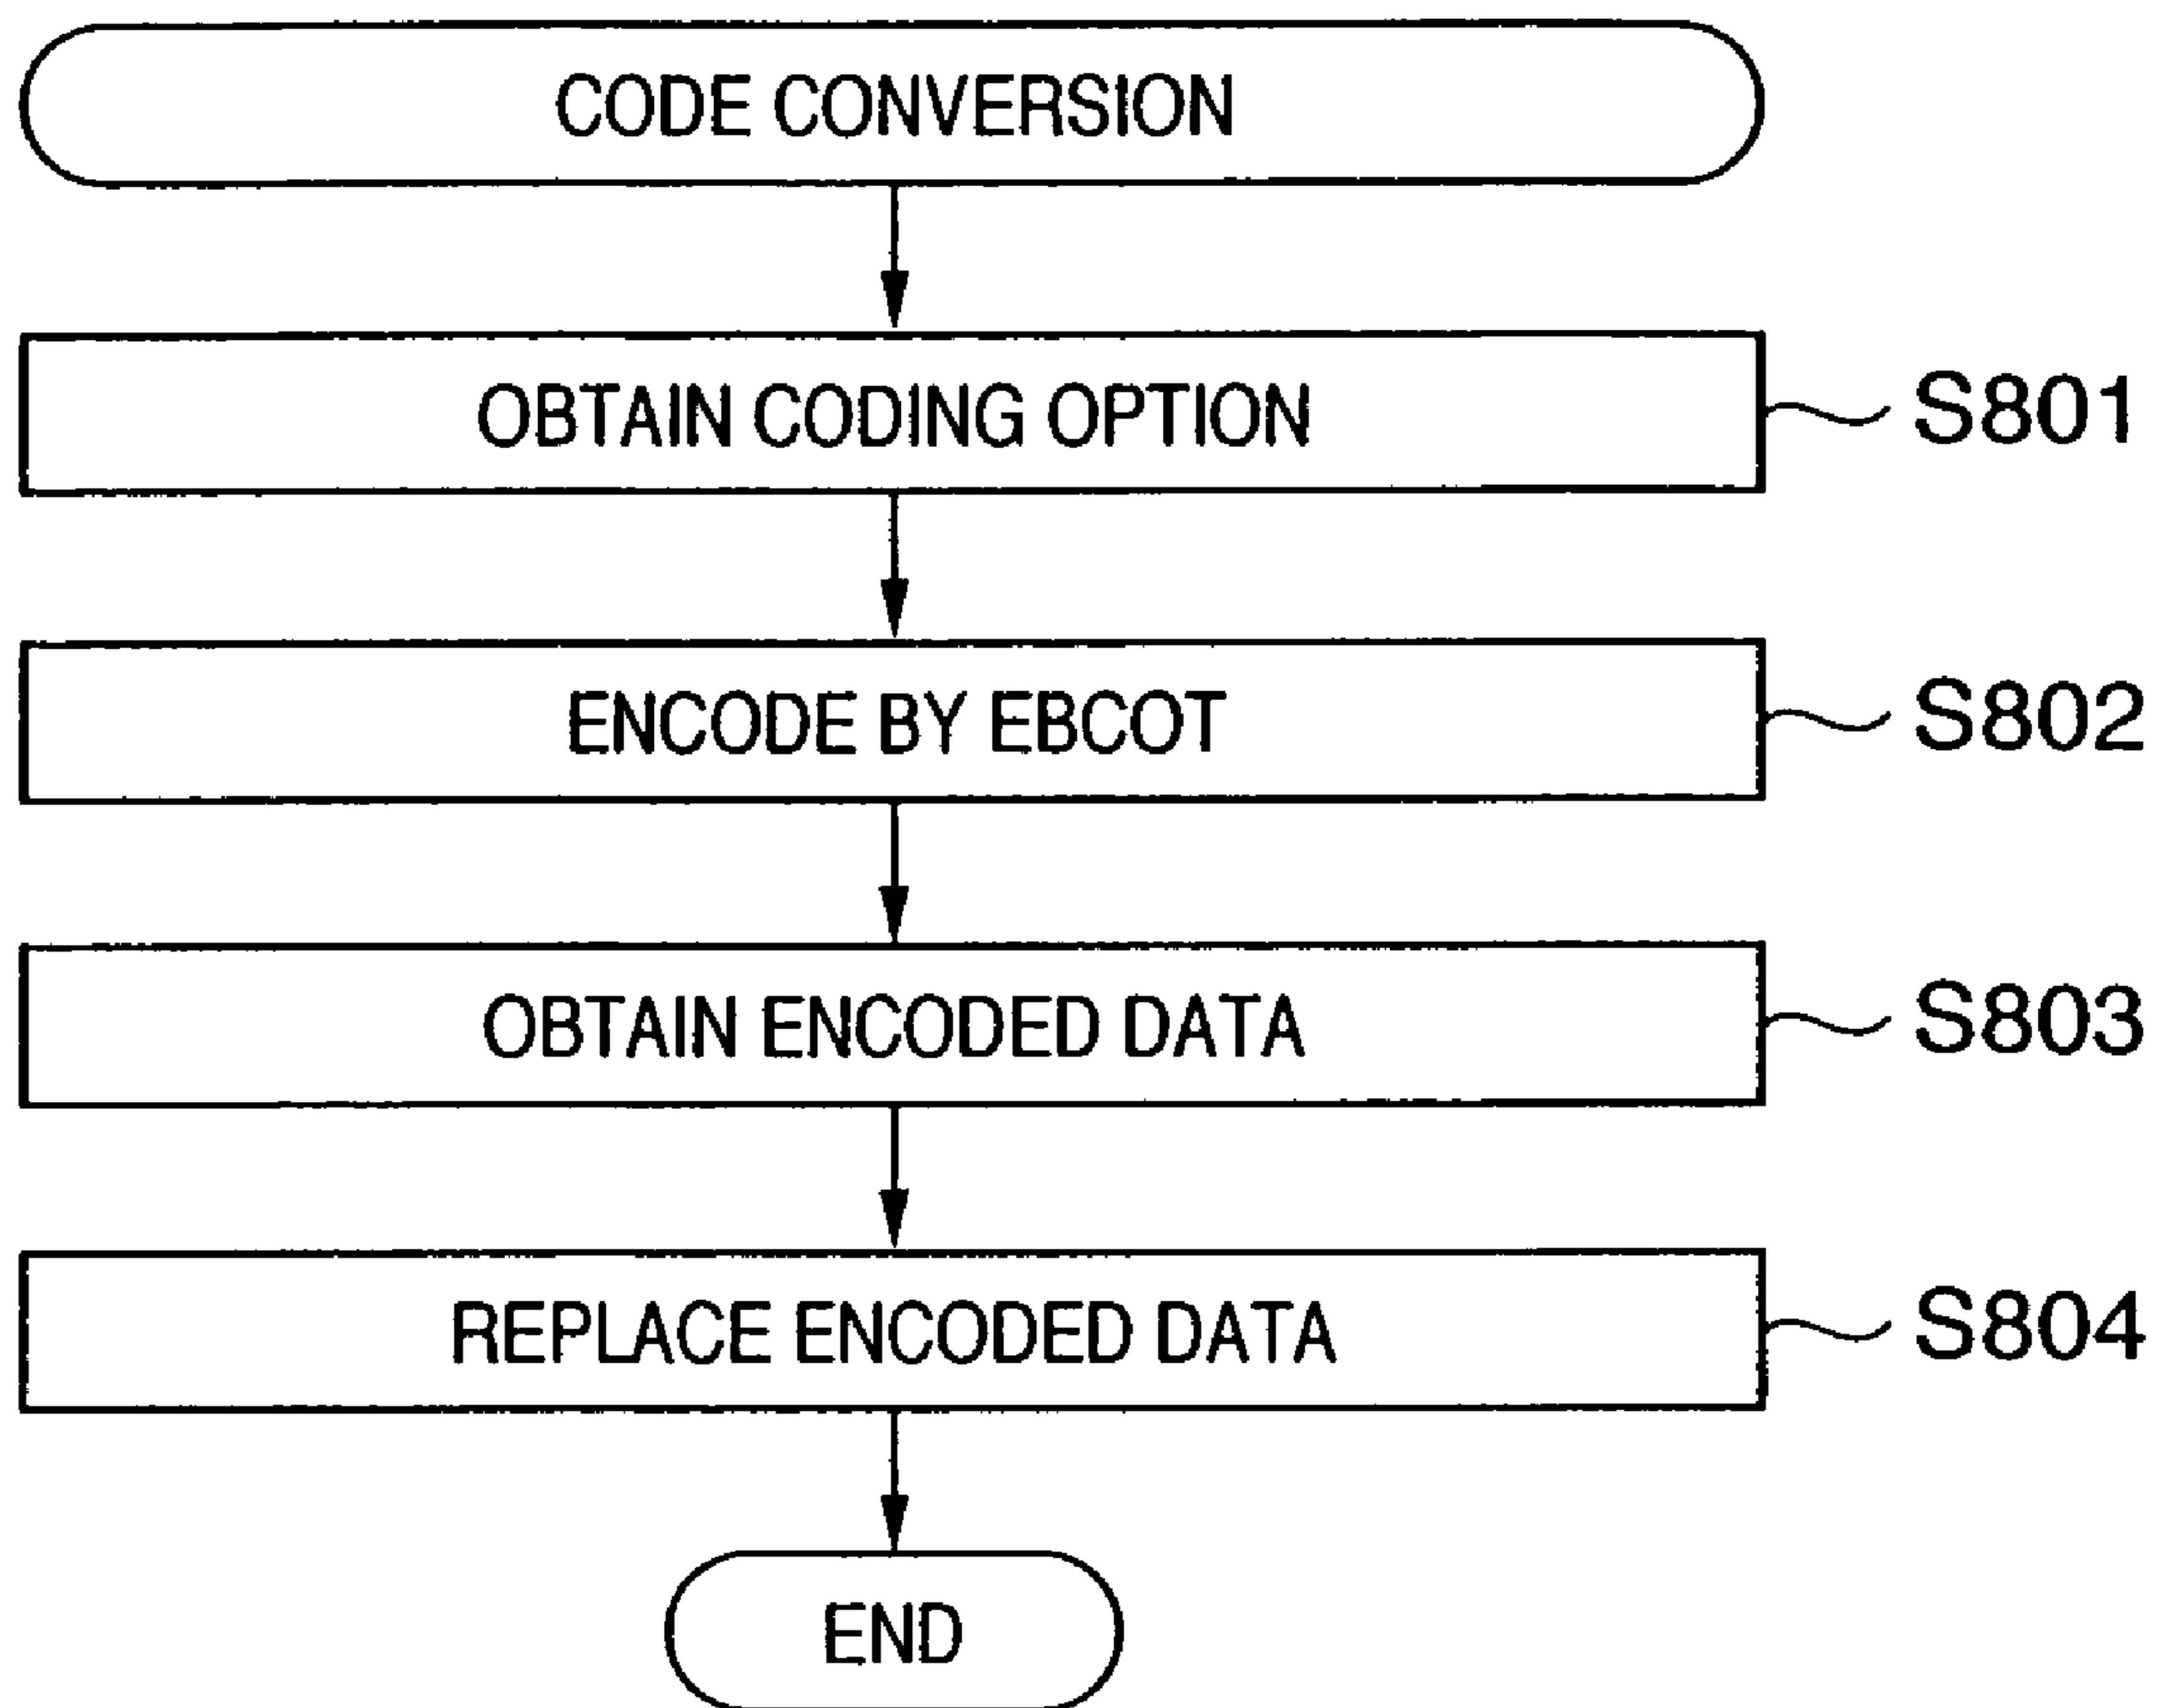 CODE CONVERSION
OBTAIN CODING OPTION
S801
ENCODE BY EBCOT
S802
OBTAIN ENCODED DATA
S803
REPLACE ENCODED DATA
S804
END